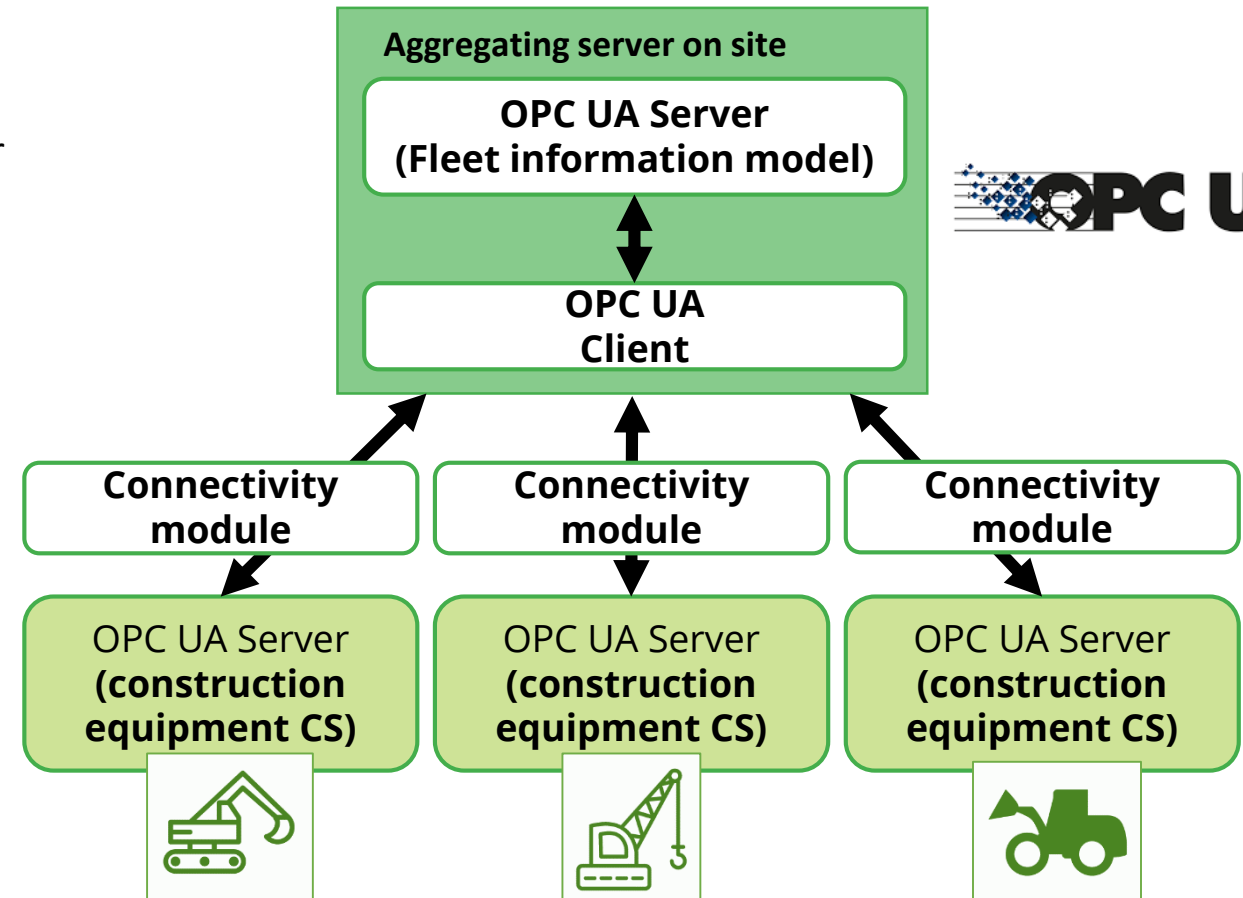 Aggregating server on site
OPC UA Server
(Fleet information model)
OPC U
OPC UA
Client
Connectivity
module
Connectivity
module
Connectivity
module
OPC UA Server
(construction
equipment CS)
OPC UA Server
(construction
equipment CS)
OPC UA Server
(construction
equipment CS)